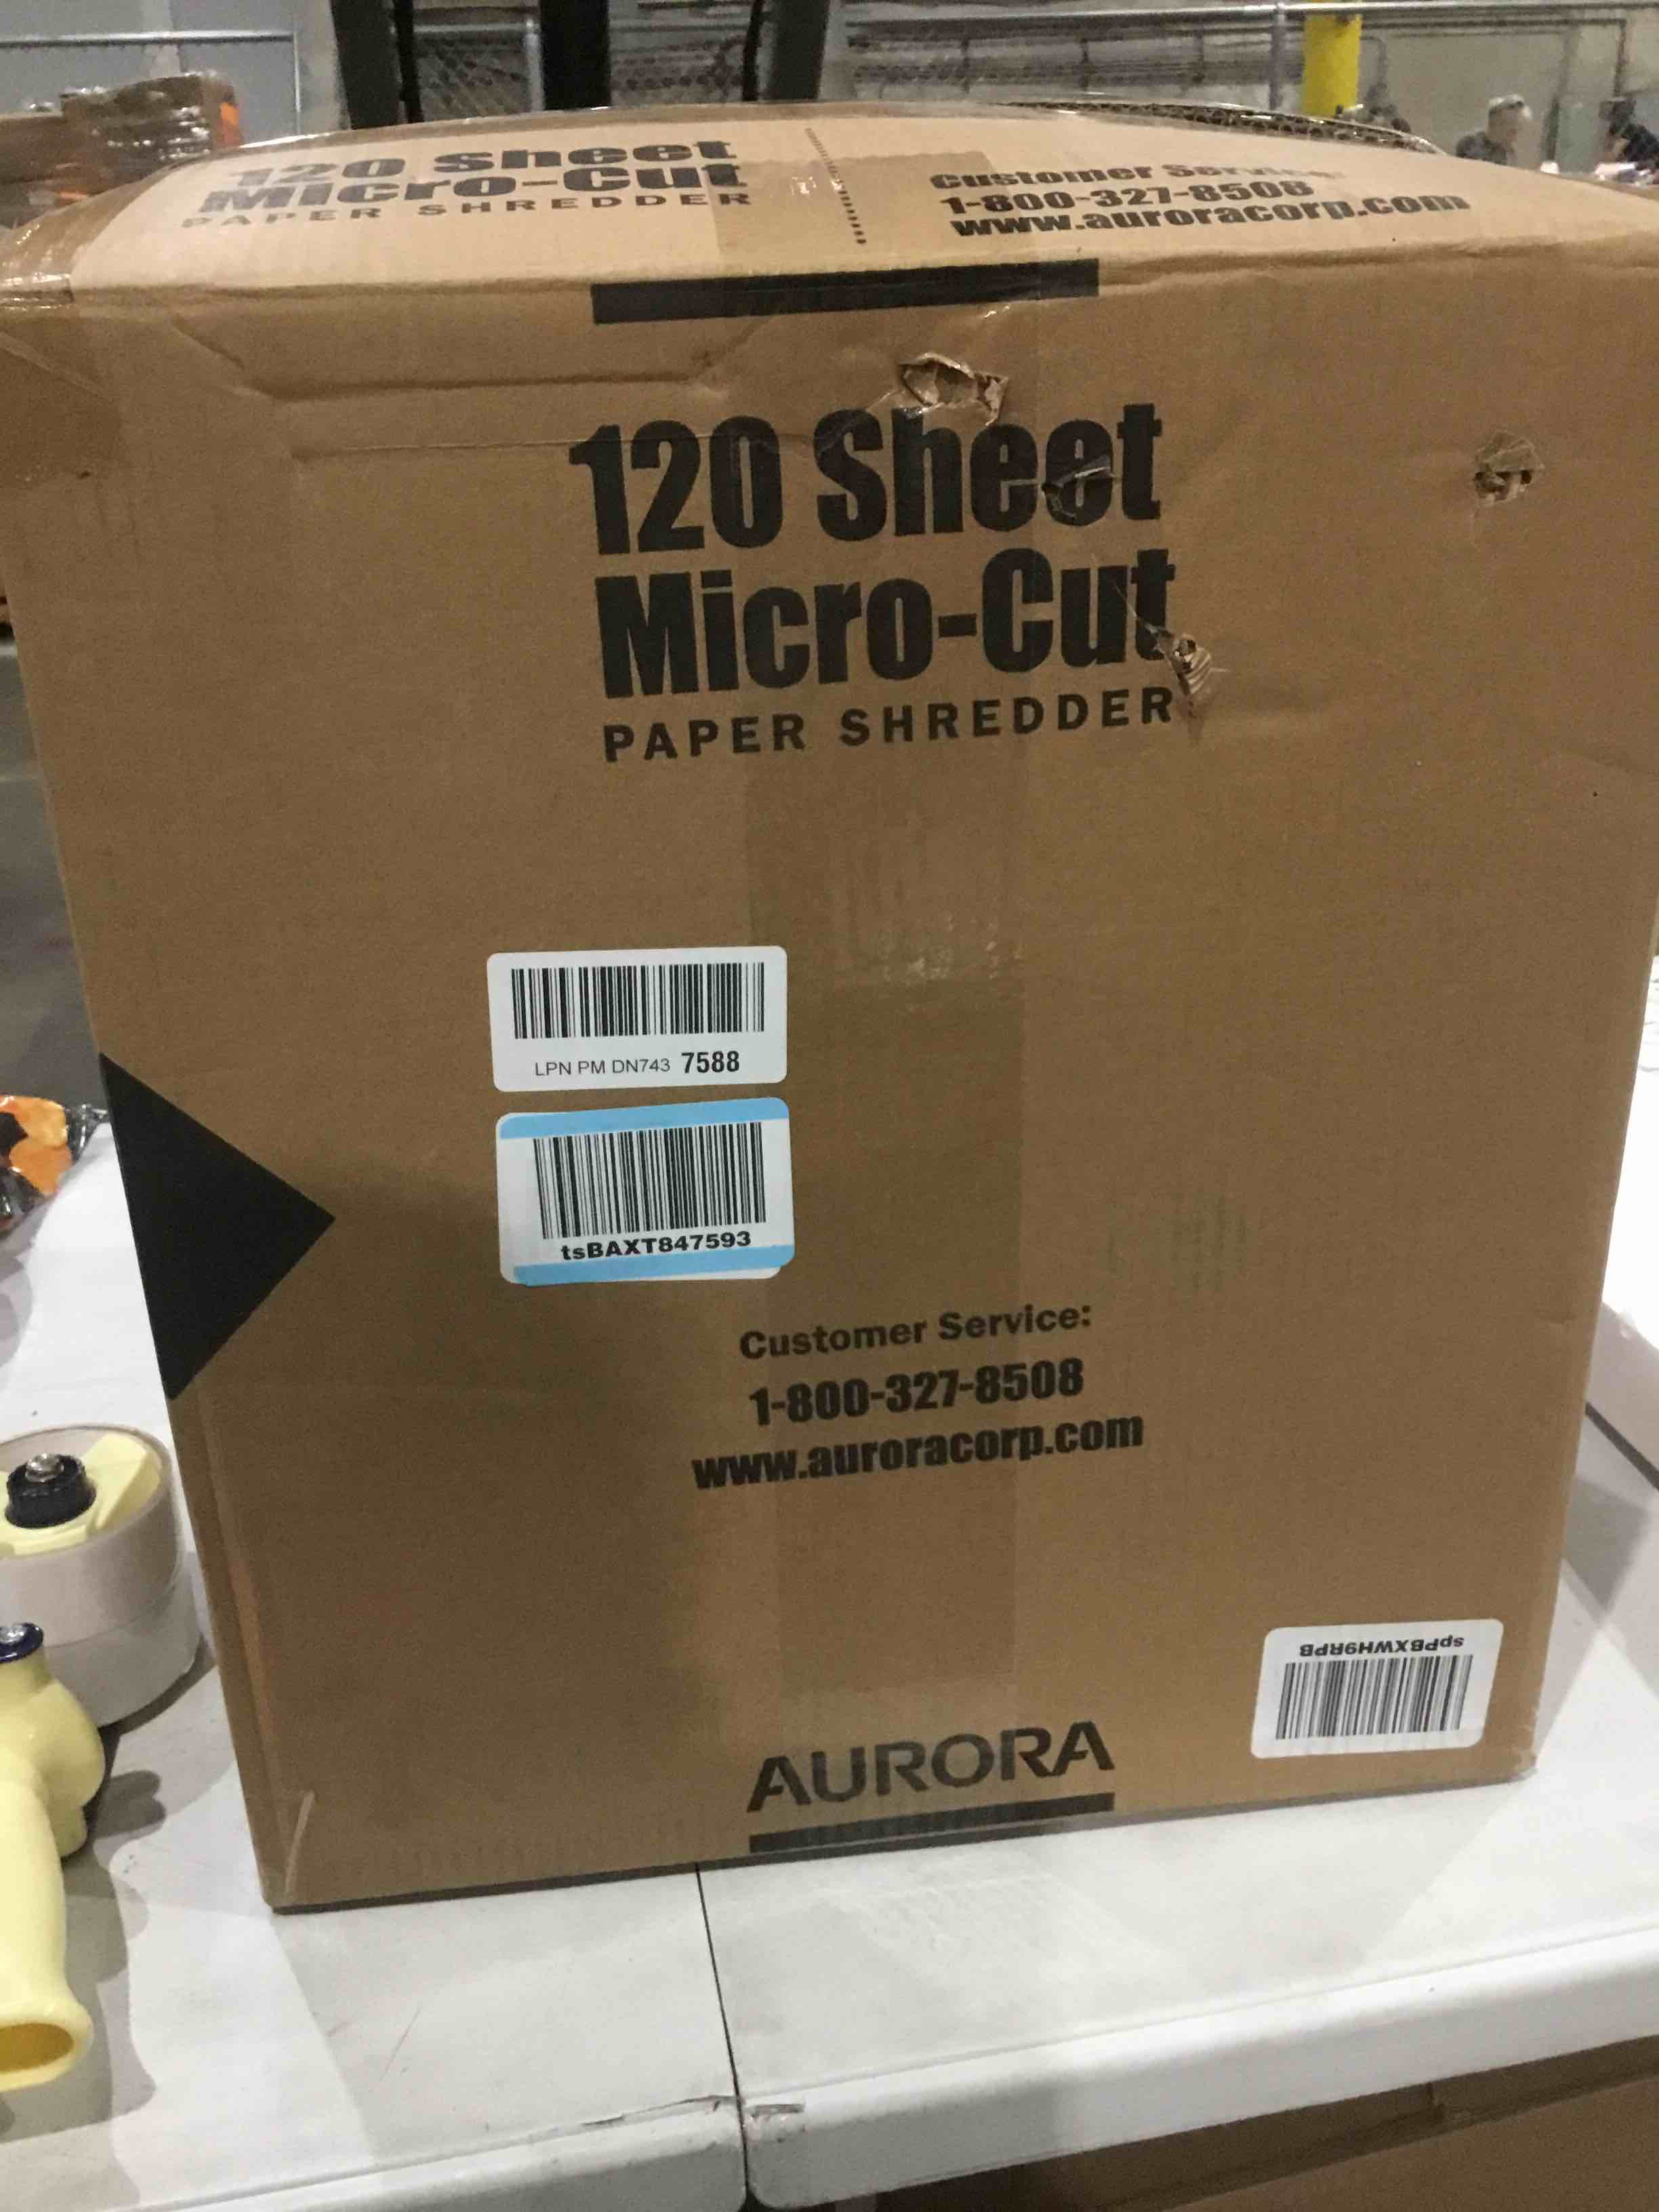 120 Sheet
Micro-Cut
PAPER SHREDDER
Customer Service:
1-800-327-8508
www.auroracorp.com
120 Sheet
Micro-Cut
PAPER SHREDDER
LPN PM DN743 7588
tsBAXT847593
Customer Service:
1-800-327-8508
www.auroracorp.com
spPBXWH9RPB
AURORA